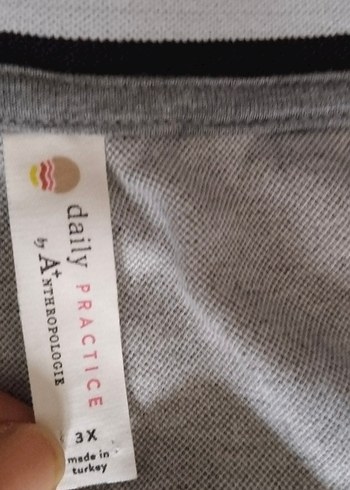 daily PRACTICE
by ANTHROPOLOGIE
3X
made in
turkey